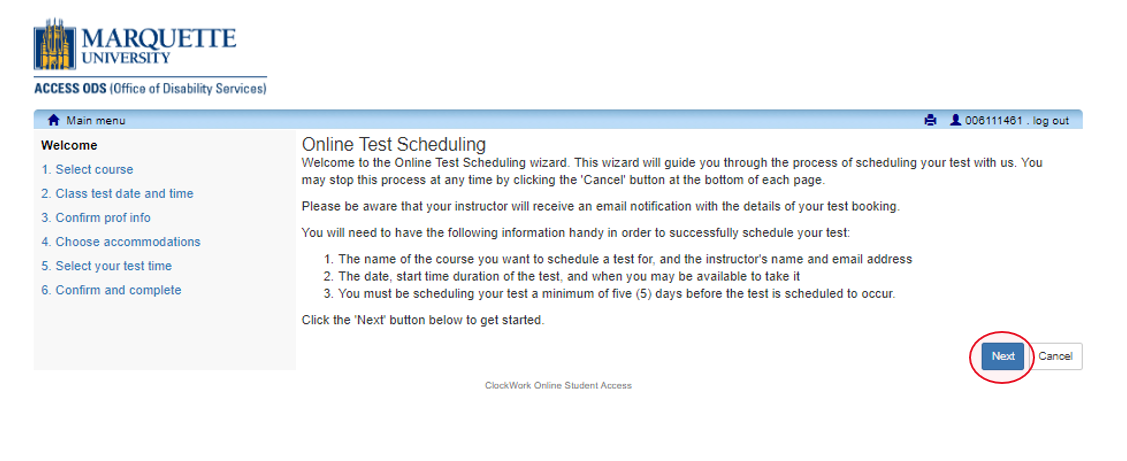 MARQUETTE
UNIVERSITY
ACCESS ODS (Office of Disability Services)
Main menu
006111461 . log out
Welcome
1. Select course
2. Class test date and time
3. Confirm prof info
4. Choose accommodations
5. Select your test time
6. Confirm and complete
Online Test Scheduling
Welcome to the Online Test Scheduling wizard. This wizard will guide you through the process of scheduling your test with us. You
may stop this process at any time by clicking the 'Cancel' button at the bottom of each page.
Please be aware that your instructor will receive an email notification with the details of your test booking.
You will need to have the following information handy in order to successfully schedule your test:
1. The name of the course you want to schedule a test for, and the instructor's name and email address
2. The date, start time duration of the test, and when you may be available to take it
3. You must be scheduling your test a minimum of five (5) days before the test is scheduled to occur.
Click the 'Next' button below to get started.
Next
Cancel
ClockWork Online Student Access